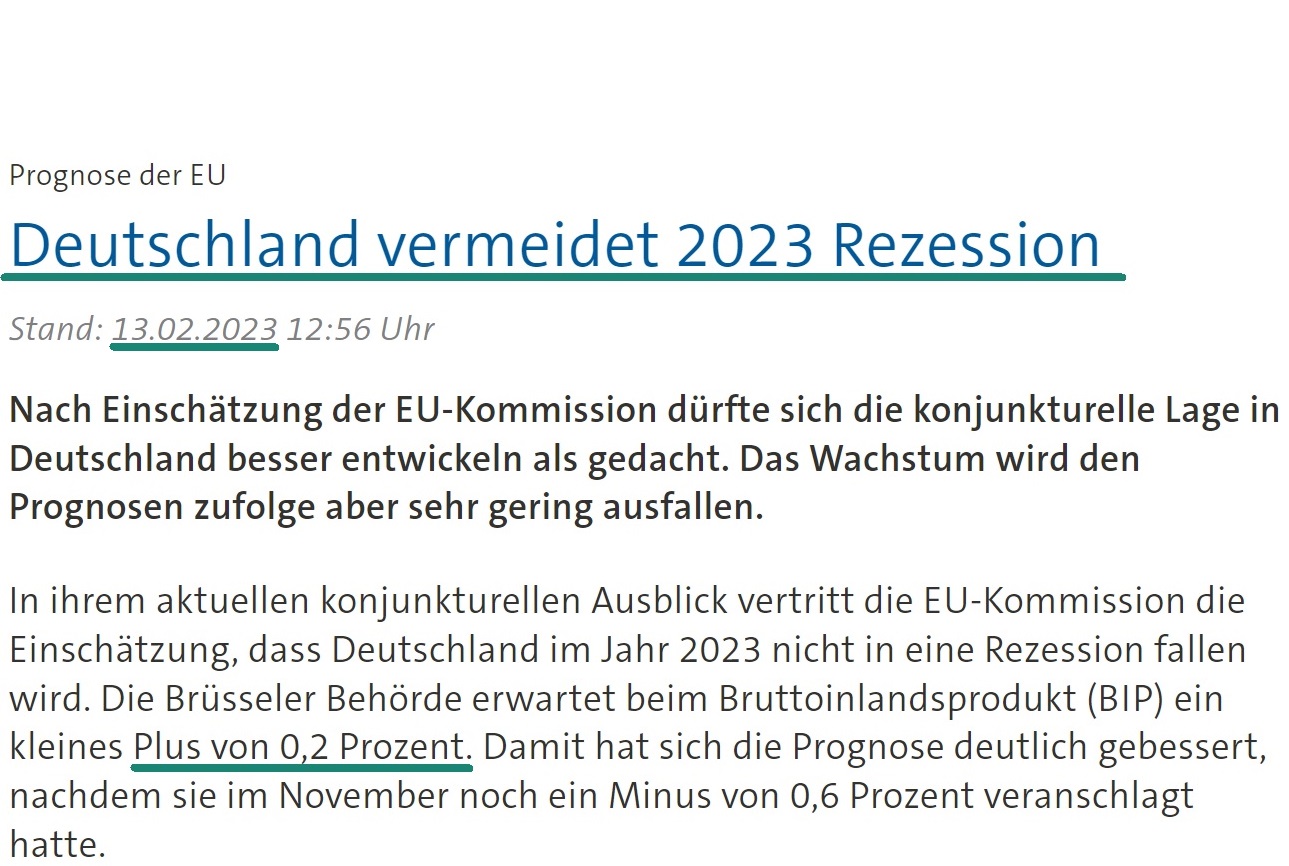 Prognose der EU
Deutschland vermeidet 2023 Rezession
Stand: 13.02.2023 12:56 Uhr
Nach Einschätzung der EU-Kommission dürfte sich die konjunkturelle Lage in
Deutschland besser entwickeln als gedacht. Das Wachstum wird den
Prognosen zufolge aber sehr gering ausfallen.
In ihrem aktuellen konjunkturellen Ausblick vertritt die EU-Kommission die
Einschätzung, dass Deutschland im Jahr 2023 nicht in eine Rezession fallen
wird. Die Brüsseler Behörde erwartet beim Bruttoinlandsprodukt (BIP) ein
kleines Plus von 0,2 Prozent. Damit hat sich die Prognose deutlich gebessert,
nachdem sie im November noch ein Minus von 0,6 Prozent veranschlagt
hatte.